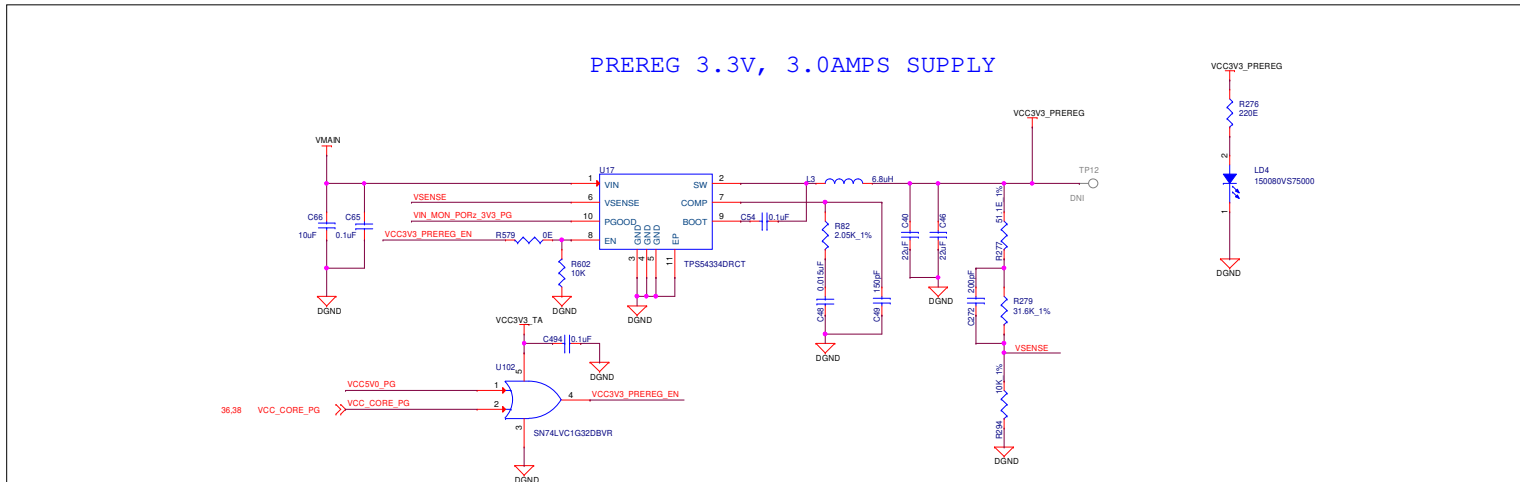 PREREG 3.3V, 3.0AMPS SUPPLY
VCC3V3_PREREG
R276
220E
2
LD4
150080VS75000
1
DGND
VCC3V3_PREREG
TP12
DNI
VMAIN
C66
10uF
C65
0.1uF
DGND
U17
1 VIN
VSENSE 6 VSENSE
VIN_MON_PORz_3V3_PG 10 PGOOD
VCC3V3_PREREG_EN R579 0E 8 EN
R602
10K
DGND
SW 2
COMP 7
BOOT 9
GND
GND
GND
EP
3
4
5
11
TPS54334DRCT
DGND
C54 0.1uF
L3 6.8uH
R82
2.05K_1%
0.015uF
C48
150pF
C49
DGND
C40
22uF
C46
22uF
DGND
51.1E_1%
R277
200pF
C272
R279
31.6K_1%
VSENSE
10K_1%
R294
DGND
VCC3V3_TA
C494 0.1uF
DGND
U102
5
VCC5V0_PG 1
36,38 VCC_CORE_PG VCC_CORE_PG 2
4 VCC3V3_PREREG_EN
3
SN74LVC1G32DBVR
DGND